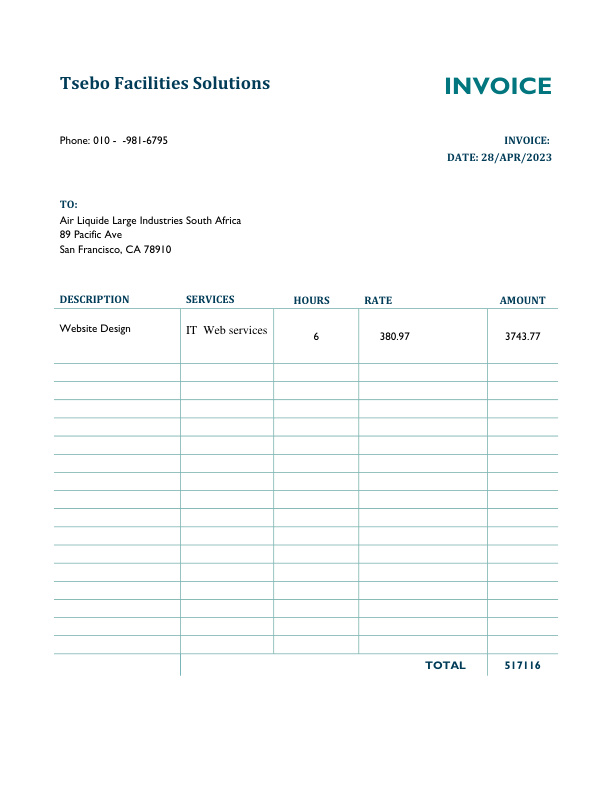 Tsebo Facilities Solutions
INVOICE
Phone: 010 - -981-6795
INVOICE:
DATE: 28/APR/2023
TO:
Air Liquide Large Industries South Africa
89 Pacific Ave
San Francisco, CA 78910
DESCRIPTION SERVICES HOURS RATE AMOUNT
Website Design IT Web services 6 380.97 3743.77
TOTAL 517116